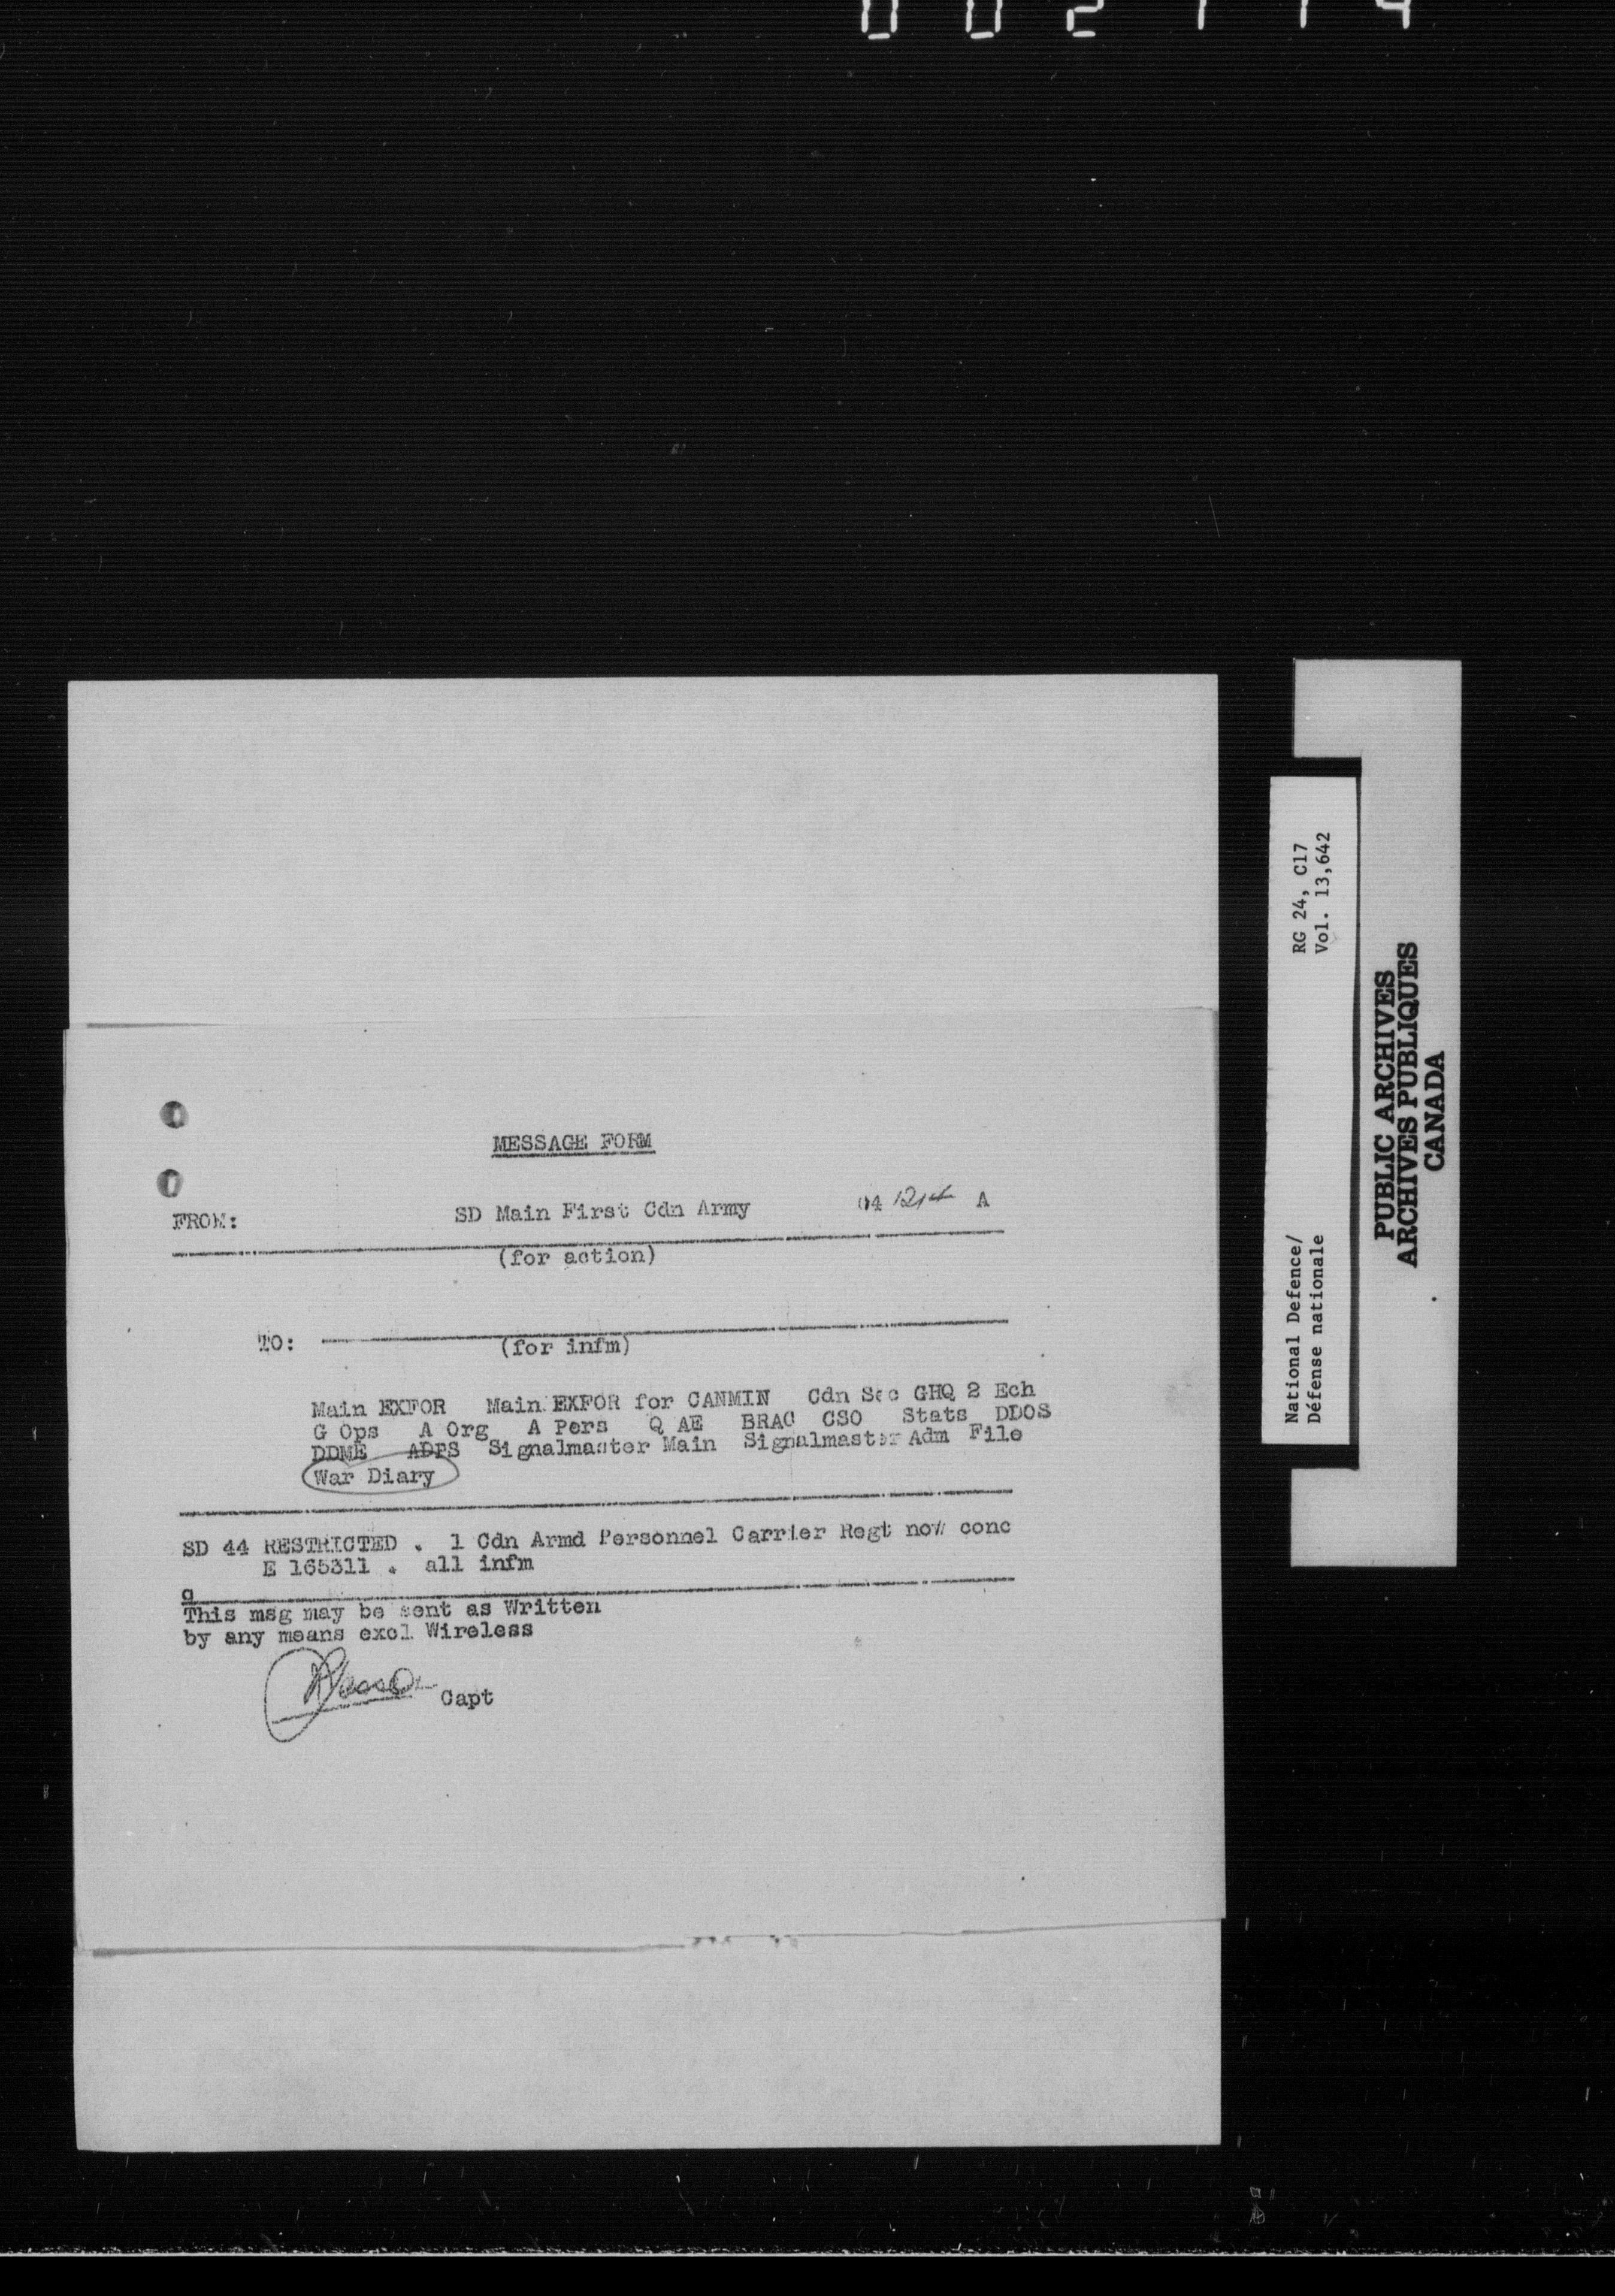 MESSAGE FORM
FROM: SD Main First Cdn Army 04 A
(for action)
TO:
(for infm)
Main EXFOR Main EXFOR for CANMIN Cdn Sec GHQ 2 Ech
G Ops A Org A Pers Q AE BRAC CSO Stats DDOS
DDME ADPS Signalmaster Main Signalmaster Adm File
War Diary
SD 44 RESTRICTED . 1 Cdn Armd Personnel Carrier Regt now conc
E 165311 . all infm
This msg may be sent as Written
by any means excl Wireless
Capt
RG 24, C17
Vol. 13,642
National Defence/
Défense nationale
PUBLIC ARCHIVES
ARCHIVES PUBLIQUES
CANADA